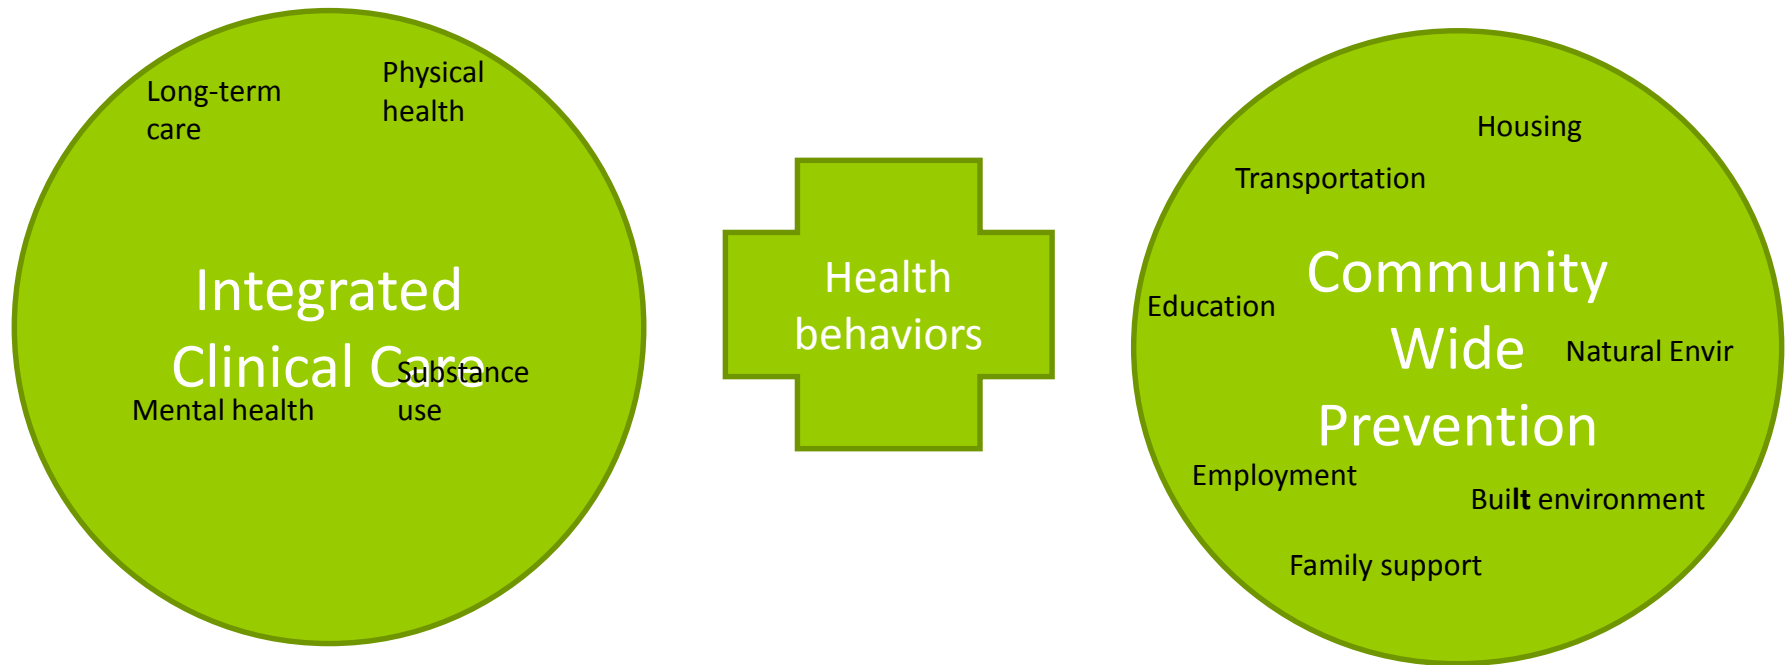 Long-term
care
Physical
health
Integrated
Clinical Care
Mental health
Substance
use
Health
behaviors
Housing
Transportation
Education
Community
Wide
Prevention
Natural Envir
Employment
Built environment
Family support